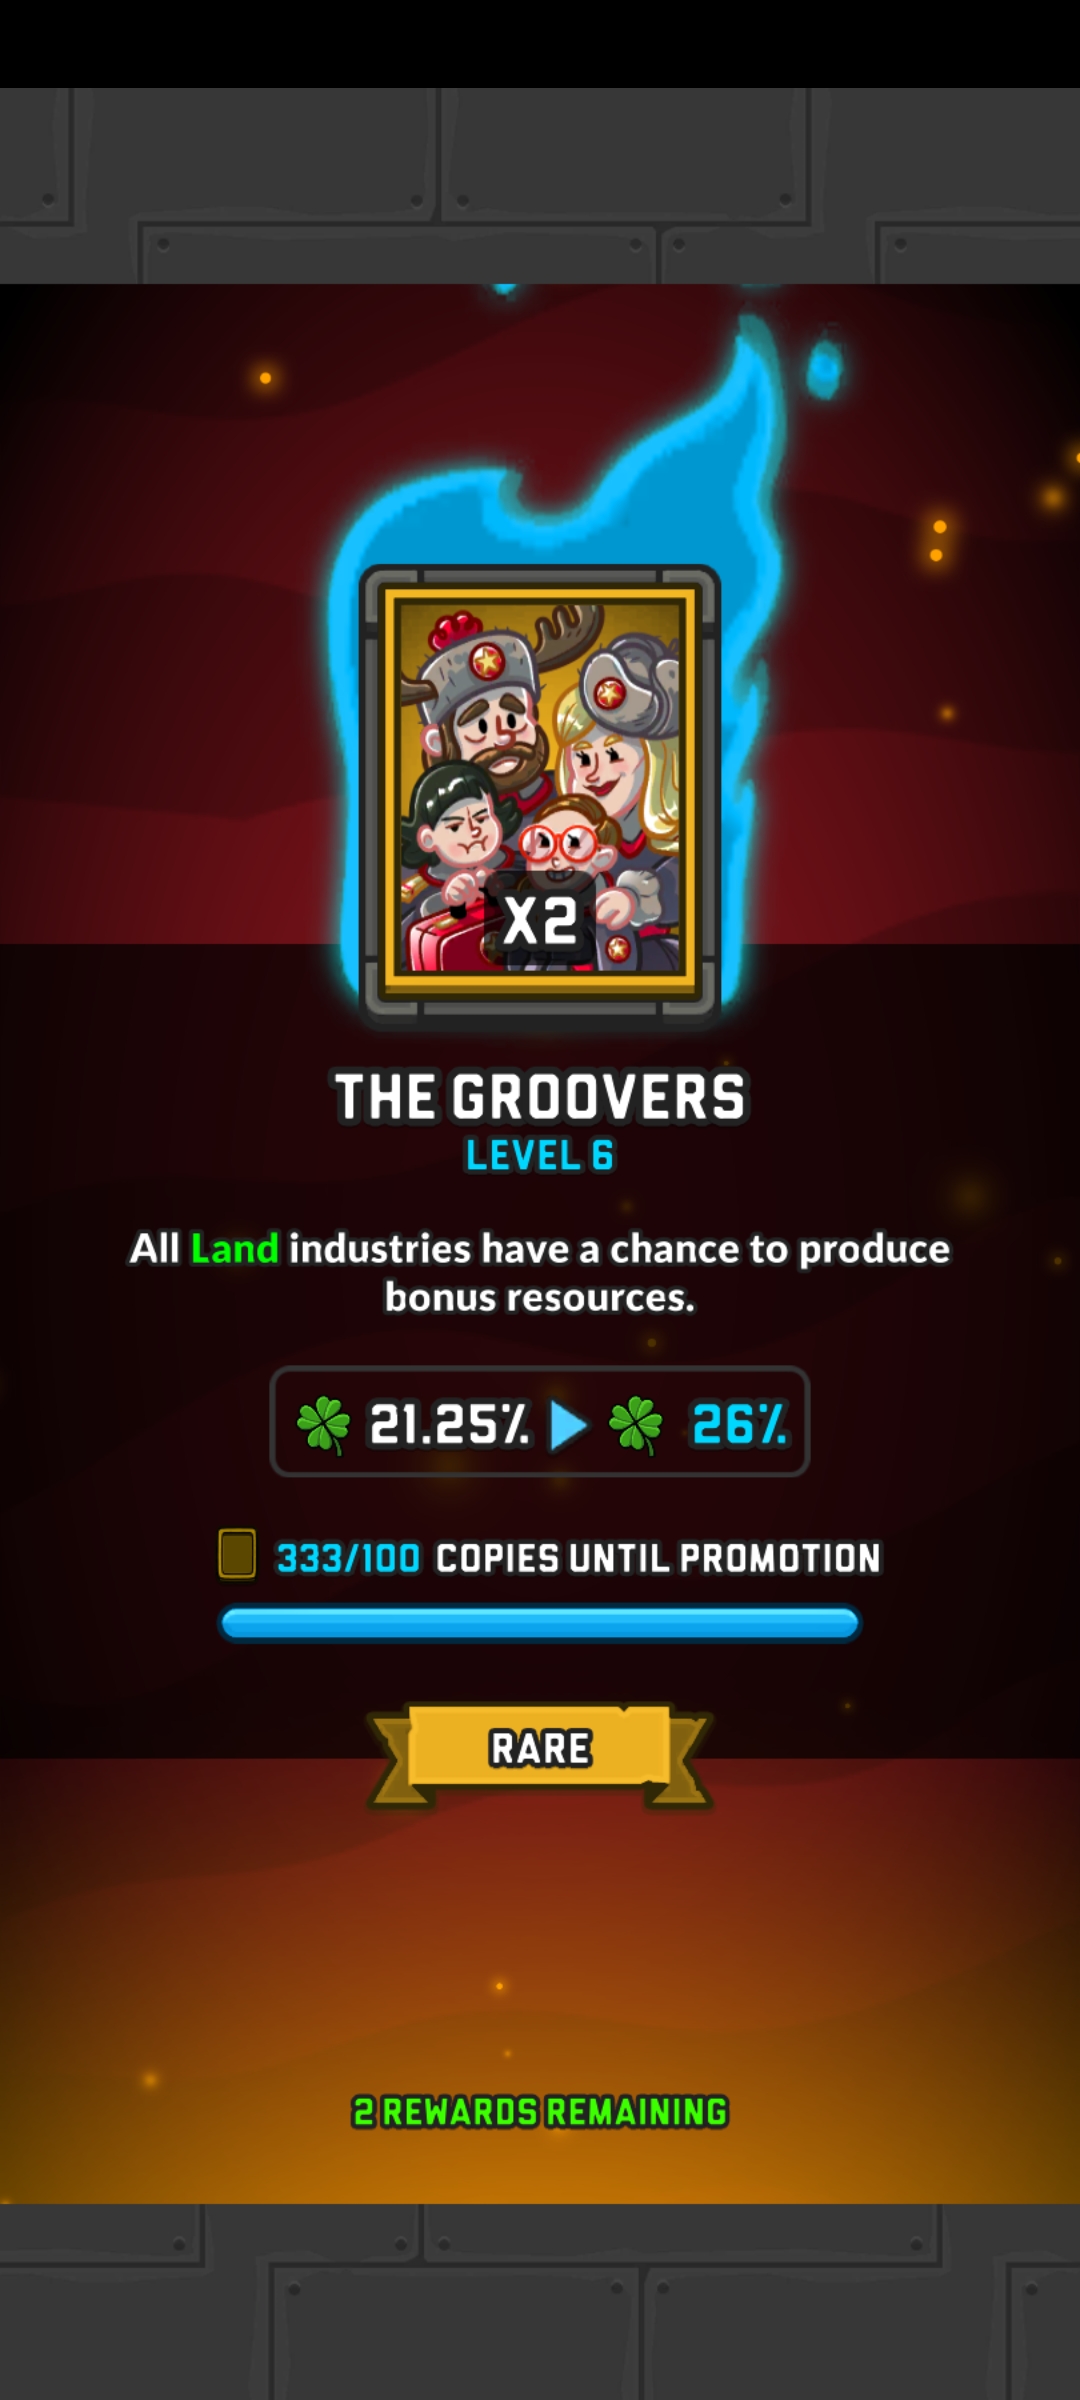 X2
THE GROOVERS
LEVEL 6
All Land industries have a chance to produce
bonus resources.
21.25% 26%
333/100 COPIES UNTIL PROMOTION
RARE
2 REWARDS REMAINING